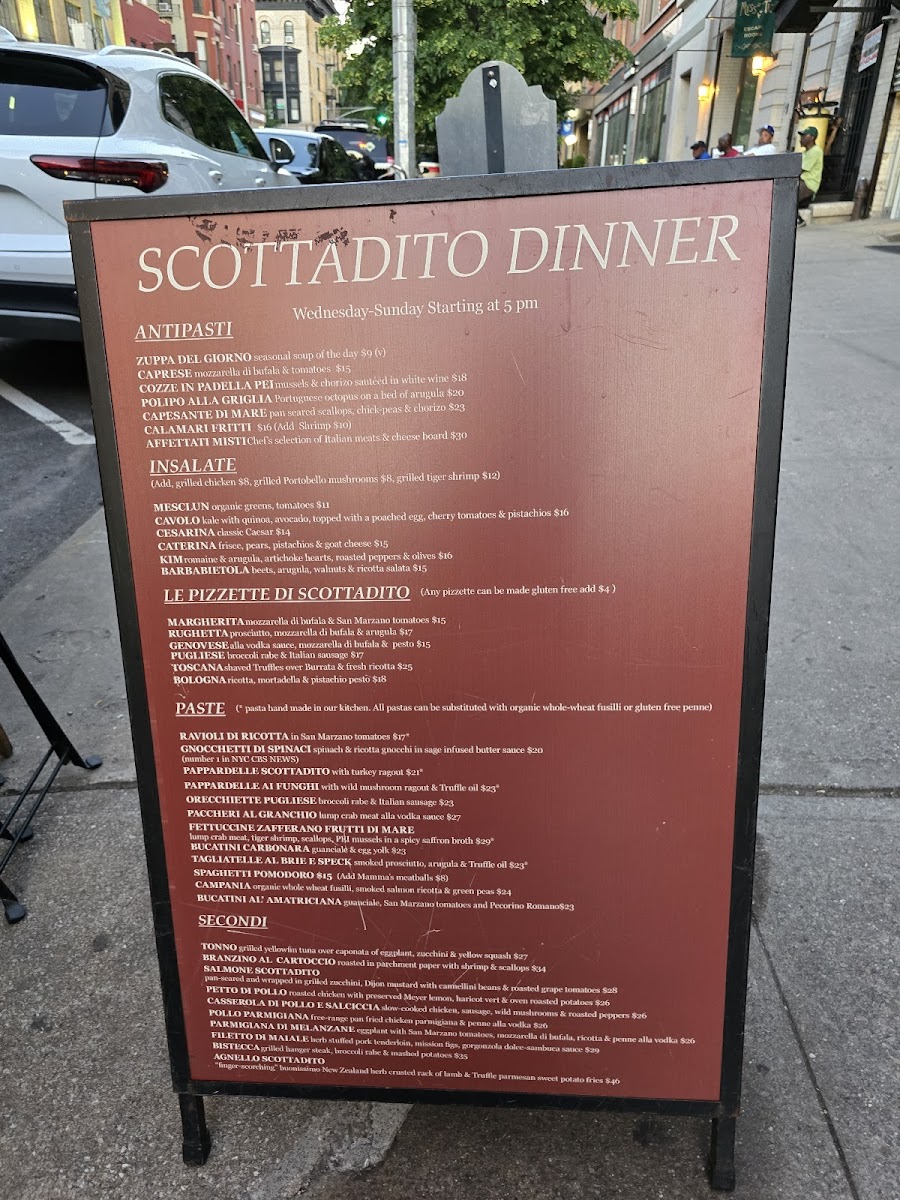 SCOTTADITO DINNER
Wednesday-Sunday Starting at 5 pm
ANTIPASTI
ZUPPA DEL GIORNO seasonal soup of the day $9 (v)
CAPRESE mozzarella di bufala & tomatoes $15
COZZE IN PADELLA PEI mussels & chorizo sautéed in white wine $18
POLIPO ALLA GRIGLIA Portuguese octopus on a bed of arugula $20
CAPESANTE DI MARE pan seared scallops, chick-peas & chorizo $23
CALAMARI FRITTI $16 (Add Shrimp $10)
AFFETTATI MISTI Chef's selection of Italian meats & cheese board $30
INSALATE
(Add, grilled chicken $8, grilled Portobello mushrooms $8, grilled tiger shrimp $12)
MESCLUN organic greens, tomatoes $11
CAVOLO kale with quinoa, avocado, topped with a poached egg, cherry tomatoes & pistachios $16
CESARINA classic Caesar $14
CATERINA frisee, pears, pistachios & goat cheese $15
KIM romaine & arugula, artichoke hearts, roasted peppers & olives $16
BARBABIETOLA beets, arugula, walnuts & ricotta salata $15
LE PIZZETTE DI SCOTTADITO (Any pizzette can be made gluten free add $4 )
MARGHERITA mozzarella di bufala & San Marzano tomatoes $15
RUGHETTA prosciutto, mozzarella di bufala & arugula $17
GENOVESE alla vodka sauce, mozzarella di bufala & pesto $15
PUGLIESE broccoli rabe & Italian sausage $17
TOSCANA shaved Truffles over Burrata & fresh ricotta $25
BOLOGNA ricotta, mortadella & pistachio pesto $18
PASTE (* pasta hand made in our kitchen. All pastas can be substituted with organic whole-wheat fusilli or gluten free penne)
RAVIOLI DI RICOTTA in San Marzano tomatoes $17*
GNOCCHETTI DI SPINACI spinach & ricotta gnocchi in sage infused butter sauce $20
(number 1 in NYC CBS NEWS)
PAPPARDELLE SCOTTADITO with turkey ragout $21*
PAPPARDELLE AI FUNGHI with wild mushroom ragout & Truffle oil $23*
ORECCHIETTE PUGLIESE broccoli rabe & Italian sausage $23
PACCHERI AL GRANCHIO lump crab meat alla vodka sauce $27
FETTUCCINE ZAFFERANO FRUTTI DI MARE
lump crab meat, tiger shrimp, scallops, PEI mussels in a spicy saffron broth $29*
BUCATINI CARBONARA guanciale & egg yolk $23
TAGLIATELLE AL BRIE E SPECK smoked prosciutto, arugula & Truffle oil $23*
SPAGHETTI POMODORO $15 (Add Mamma's meatballs $8)
CAMPANIA organic whole wheat fusilli, smoked salmon ricotta & green peas $24
BUCATINI AL' AMATRICIANA guanciale, San Marzano tomatoes and Pecorino Romano$23
SECONDI
TONNO grilled yellowfin tuna over caponata of eggplant, zucchini & yellow squash $27
BRANZINO AL CARTOCCIO roasted in parchment paper with shrimp & scallops $34
SALMONE SCOTTADITO
pan-seared and wrapped in grilled zucchini, Dijon mustard with cannellini beans & roasted grape tomatoes $28
PETTO DI POLLO roasted chicken with preserved Meyer lemon, haricot vert & oven roasted potatoes $26
CASSEROLA DI POLLO E SALCICCIA slow-cooked chicken, sausage, wild mushrooms & roasted peppers $26
POLLO PARMIGIANA free-range pan fried chicken parmigiana & penne alla vodka $26
PARMIGIANA DI MELANZANE eggplant with San Marzano tomatoes, mozzarella di bufala, ricotta & penne alla vodka $26
FILETTO DI MAIALE herb stuffed pork tenderloin, mission figs, gorgonzola dolce-sambuca sauce $29
BISTECCA grilled hanger steak, broccoli rabe & mashed potatoes $35
AGNELLO SCOTTADITO
"finger-scorching" buonissimo New Zealand herb crusted rack of lamb & Truffle parmesan sweet potato fries $46